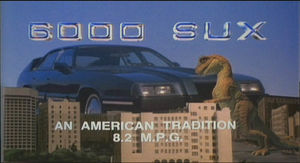 6000 SUX
AN AMERICAN TRADITION
8.2 M.P.G.